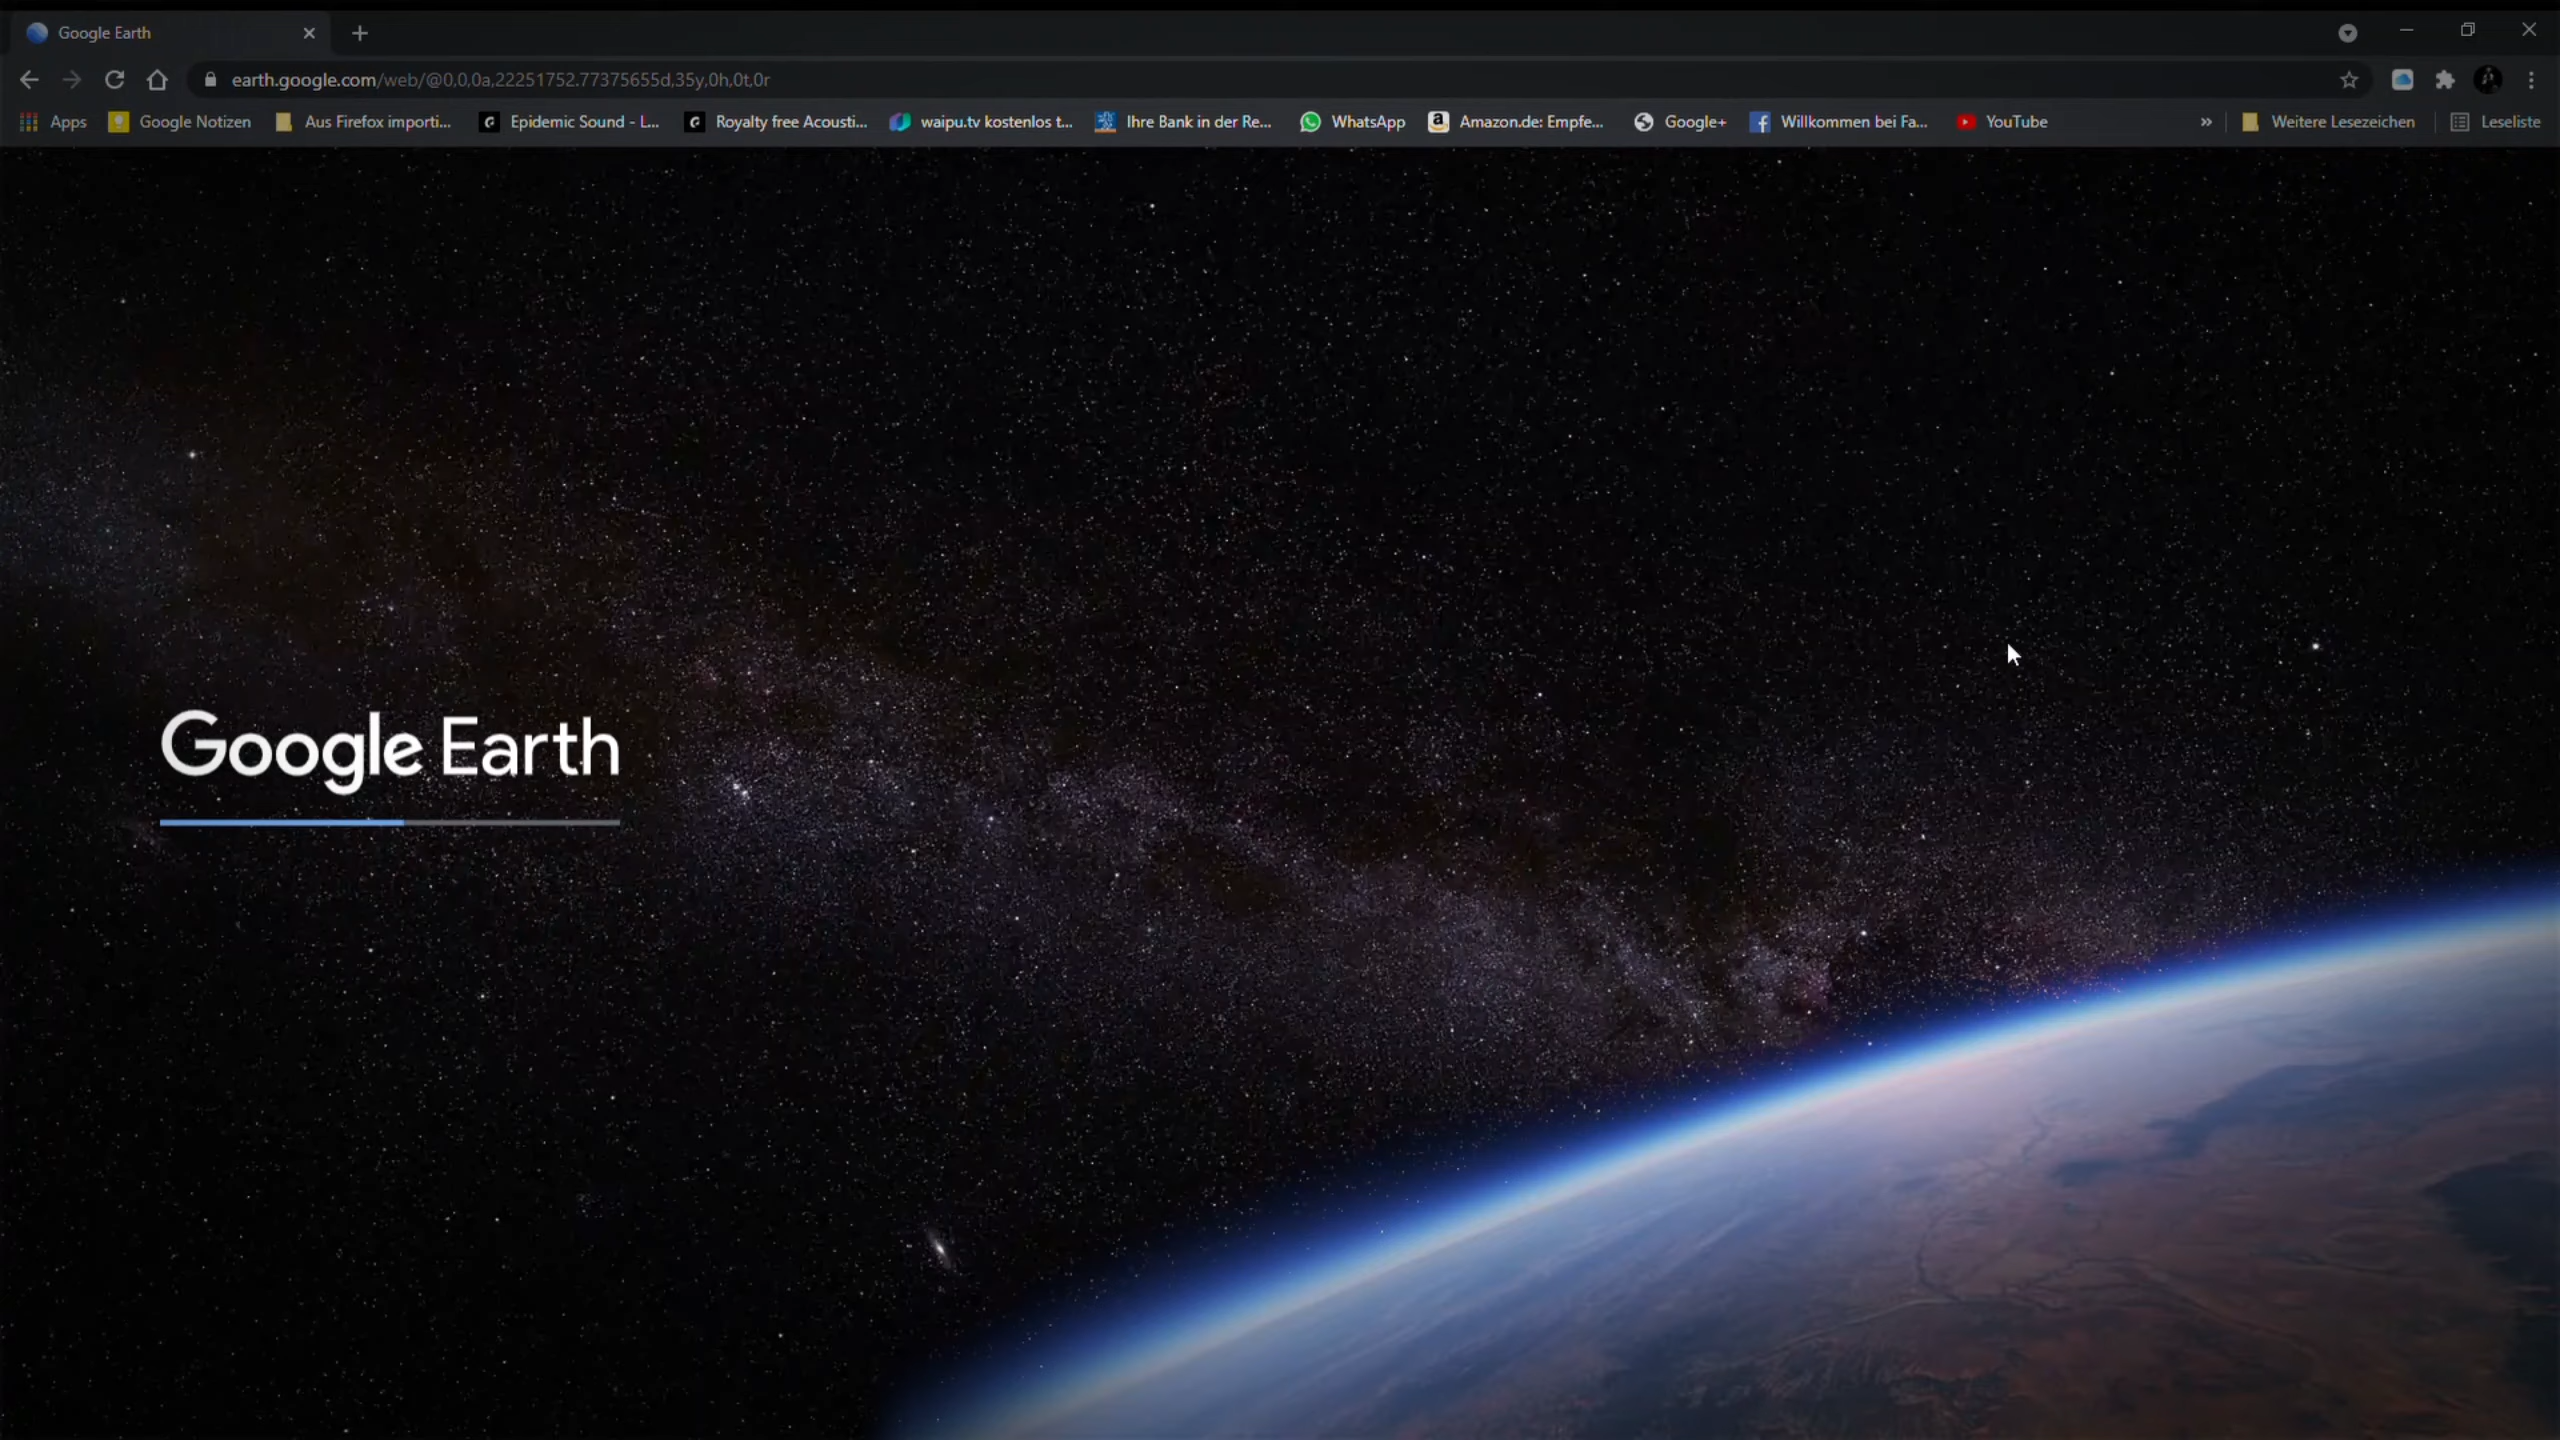 Google Earth
earth.google.com/web/@0,0,0a,22251752.77375655d,35y,0h,0t,0r
Apps Google Notizen Aus Firefox importi... Epidemic Sound - L... Royalty free Acousti... waipu.tv kostenlos t... Ihre Bank in der Re... WhatsApp Amazon.de: Empfe... Google+ Willkommen bei Fa... YouTube » Weitere Lesezeichen Leseliste
Google Earth